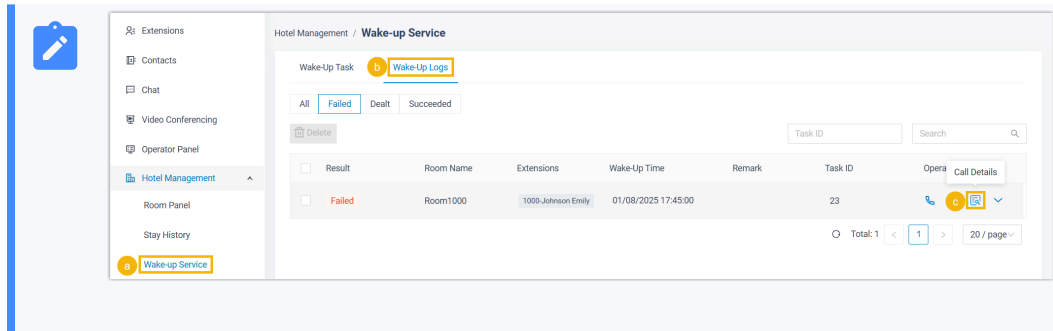 Extensions
Contacts
Chat
Video Conferencing
Operator Panel
Hotel Management
Room Panel
Stay History
a Wake-up Service
Hotel Management / Wake-up Service
Wake-Up Task b Wake-Up Logs
All Failed Dealt Succeeded
Delete Task ID Search
Result Room Name Extensions Wake-Up Time Remark Task ID Opera
Call Details
Failed Room1000 1000-Johnson Emily 01/08/2025 17:45:00 23 c
Total: 1 < 1 > 20 / page